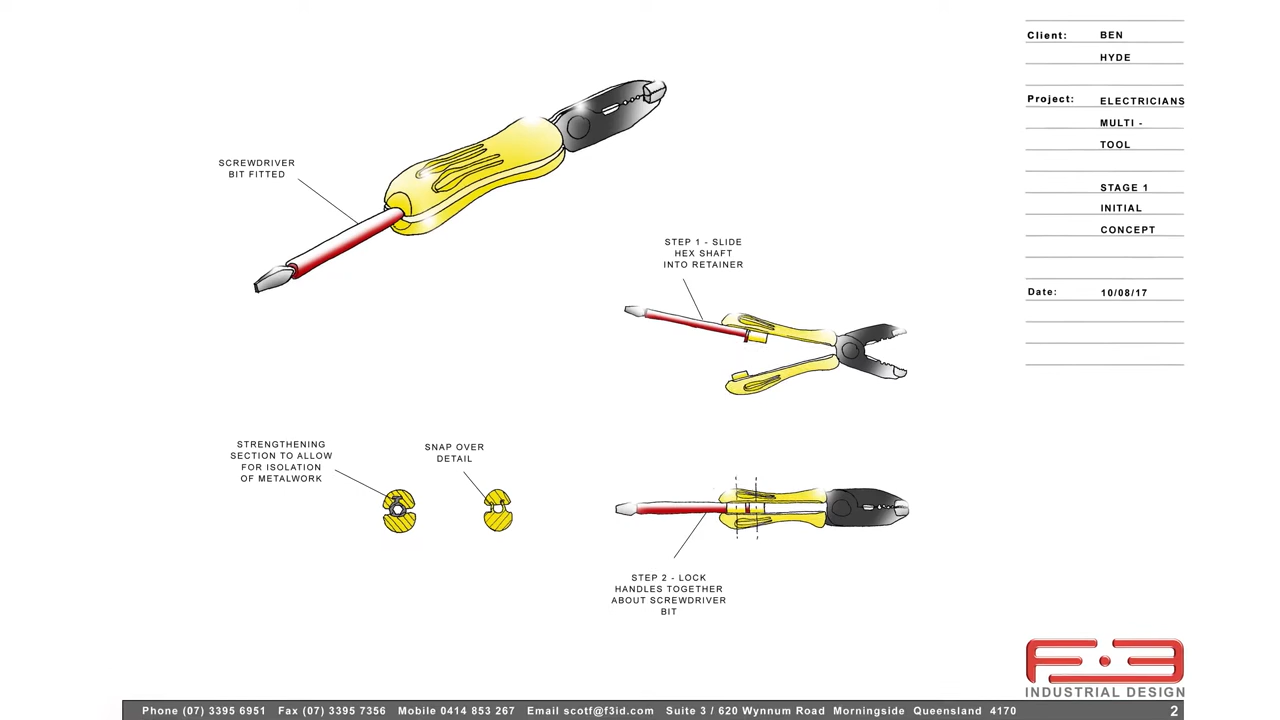 Client: BEN
HYDE
Project: ELECTRICIANS
MULTI -
TOOL
STAGE 1
INITIAL
CONCEPT
Date: 10/08/17
SCREWDRIVER
BIT FITTED
STEP 1 - SLIDE
HEX SHAFT
INTO RETAINER
STRENGTHENING
SECTION TO ALLOW
FOR ISOLATION
OF METALWORK
SNAP OVER
DETAIL
STEP 2 - LOCK
HANDLES TOGETHER
ABOUT SCREWDRIVER
BIT
F3
INDUSTRIAL DESIGN
Phone (07) 3395 6951 Fax (07) 3395 7356 Mobile 0414 853 267 Email scotf@f3id.com Suite 3 / 620 Wynnum Road Morningside Queensland 4170 2